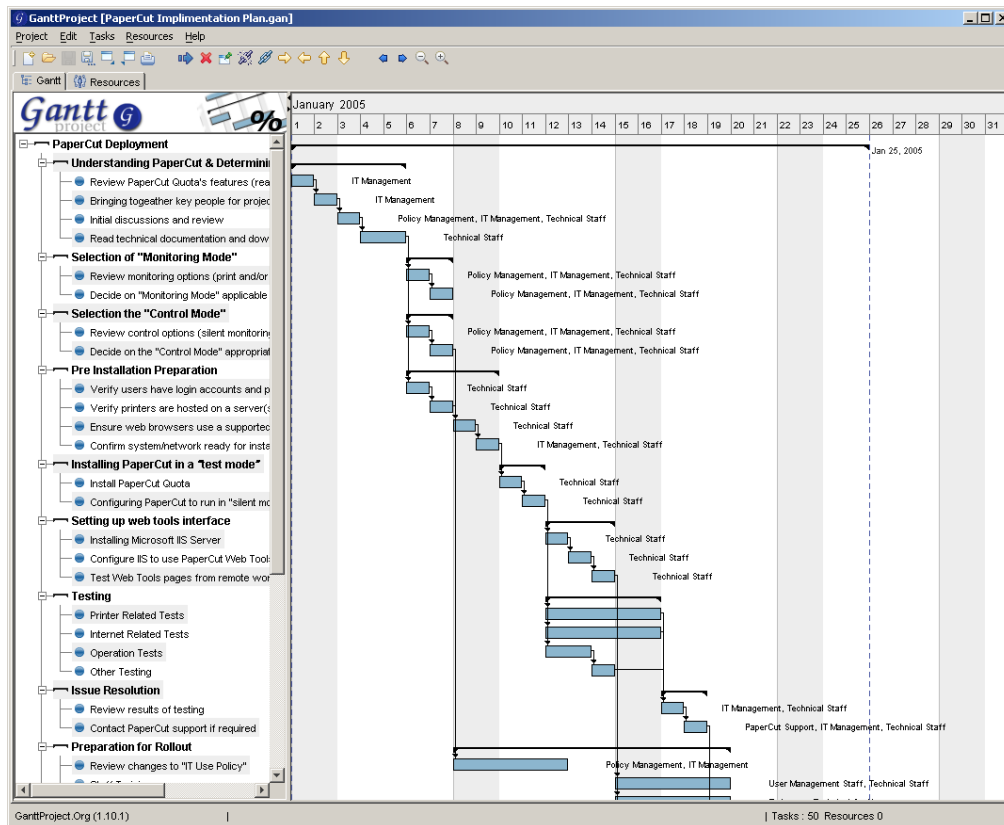 GanttProject [PaperCut Implimentation Plan.gan]
Project Edit Tasks Resources Help
Gantt Resources
Gantt
project
%
January 2005
1 2 3 4 5 6 7 8 9 10 11 12 13 14 15 16 17 18 19 20 21 22 23 24 25 26 27 28 29 30 31
PaperCut Deployment
Jan 25, 2005
Understanding PaperCut & Determini
Review PaperCut Quota's features (rea IT Management
Bringing togeather key people for projec IT Management
Initial discussions and review Policy Management, IT Management, Technical Staff
Read technical documentation and dow Technical Staff
Selection of "Monitoring Mode"
Review monitoring options (print and/or Policy Management, IT Management, Technical Staff
Decide on "Monitoring Mode" applicable Policy Management, IT Management, Technical Staff
Selection the "Control Mode"
Review control options (silent monitoring Policy Management, IT Management, Technical Staff
Decide on the "Control Mode" appropriat Policy Management, IT Management, Technical Staff
Pre Installation Preparation
Verify users have login accounts and p Technical Staff
Verify printers are hosted on a server(s Technical Staff
Ensure web browsers use a supported Technical Staff
Confirm system/network ready for insta IT Management, Technical Staff
Installing PaperCut in a "test mode"
Install PaperCut Quota Technical Staff
Configuring PaperCut to run in "silent mo Technical Staff
Setting up web tools interface
Installing Microsoft IIS Server Technical Staff
Configure IIS to use PaperCut Web Tools Technical Staff
Test Web Tools pages from remote wor Technical Staff
Testing
Printer Related Tests
Internet Related Tests
Operation Tests
Other Testing
Issue Resolution
Review results of testing IT Management, Technical Staff
Contact PaperCut support if required PaperCut Support, IT Management, Technical Staff
Preparation for Rollout
Review changes to "IT Use Policy" Policy Management, IT Management
User Management Staff, Technical Staff
GanttProject.Org (1.10.1) | | Tasks : 50 Resources 0